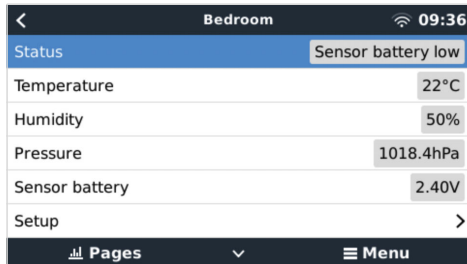 Bedroom 09:36
Status Sensor battery low
Temperature 22°C
Humidity 50%
Pressure 1018.4hPa
Sensor battery 2.40V
Setup
Pages Menu